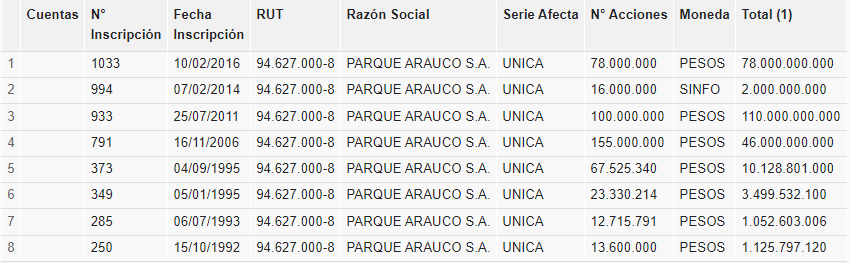 Cuentas N° Inscripción Fecha Inscripción RUT Razón Social Serie Afecta N° Acciones Moneda Total (1)
1 1033 10/02/2016 94.627.000-8 PARQUE ARAUCO S.A. UNICA 78.000.000 PESOS 78.000.000.000
2 994 07/02/2014 94.627.000-8 PARQUE ARAUCO S.A. UNICA 16.000.000 SINFO 2.000.000.000
3 933 25/07/2011 94.627.000-8 PARQUE ARAUCO S.A. UNICA 100.000.000 PESOS 110.000.000.000
4 791 16/11/2006 94.627.000-8 PARQUE ARAUCO S.A. UNICA 155.000.000 PESOS 46.000.000.000
5 373 04/09/1995 94.627.000-8 PARQUE ARAUCO S.A. UNICA 67.525.340 PESOS 10.128.801.000
6 349 05/01/1995 94.627.000-8 PARQUE ARAUCO S.A. UNICA 23.330.214 PESOS 3.499.532.100
7 285 06/07/1993 94.627.000-8 PARQUE ARAUCO S.A. UNICA 12.715.791 PESOS 1.052.603.006
8 250 15/10/1992 94.627.000-8 PARQUE ARAUCO S.A. UNICA 13.600.000 PESOS 1.125.797.120